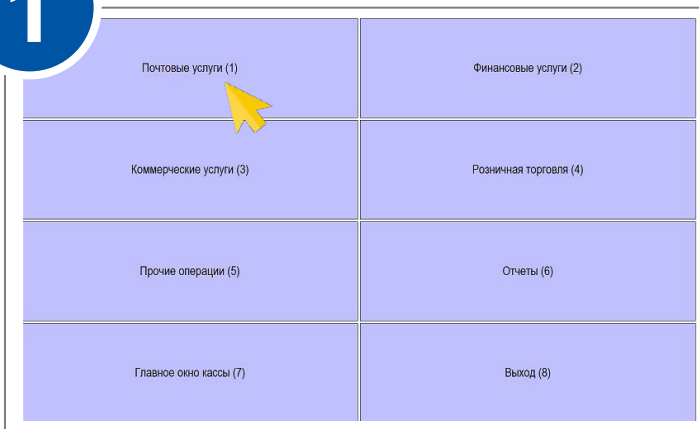 1
Почтовые услуги (1)
Финансовые услуги (2)
Коммерческие услуги (3)
Розничная торговля (4)
Прочие операции (5)
Отчеты (6)
Главное окно кассы (7)
Выход (8)